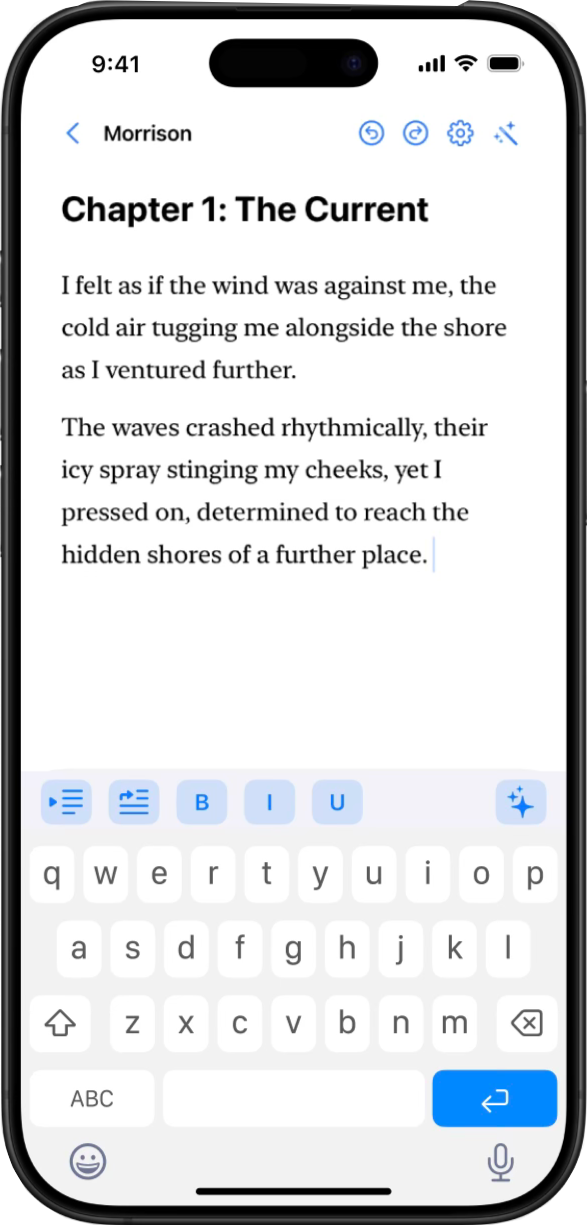 9:41
Morrison
Chapter 1: The Current
I felt as if the wind was against me, the
cold air tugging me alongside the shore
as I ventured further.
The waves crashed rhythmically, their
icy spray stinging my cheeks, yet I
pressed on, determined to reach the
hidden shores of a further place.
B I U
q w e r t y u i o p
a s d f g h j k l
z x c v b n m
ABC